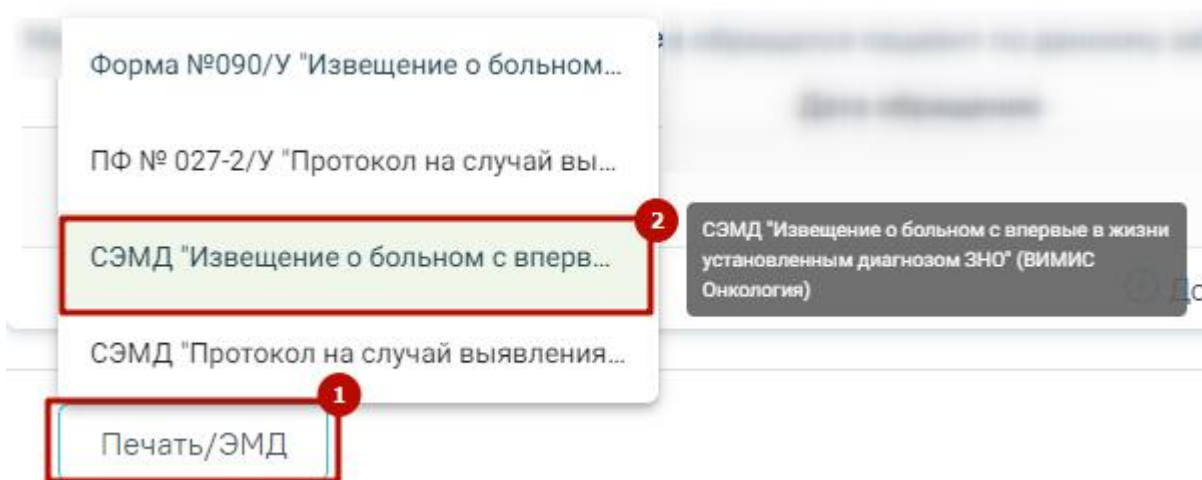 Форма №090/У "Извещение о больном...
ПФ № 027-2/У "Протокол на случай вы...
СЭМД "Извещение о больном с вперв...
2
СЭМД "Извещение о больном с впервые в жизни
установленным диагнозом ЗНО" (ВИМИС
Онкология)
СЭМД "Протокол на случай выявления...
1
Печать/ЭМД